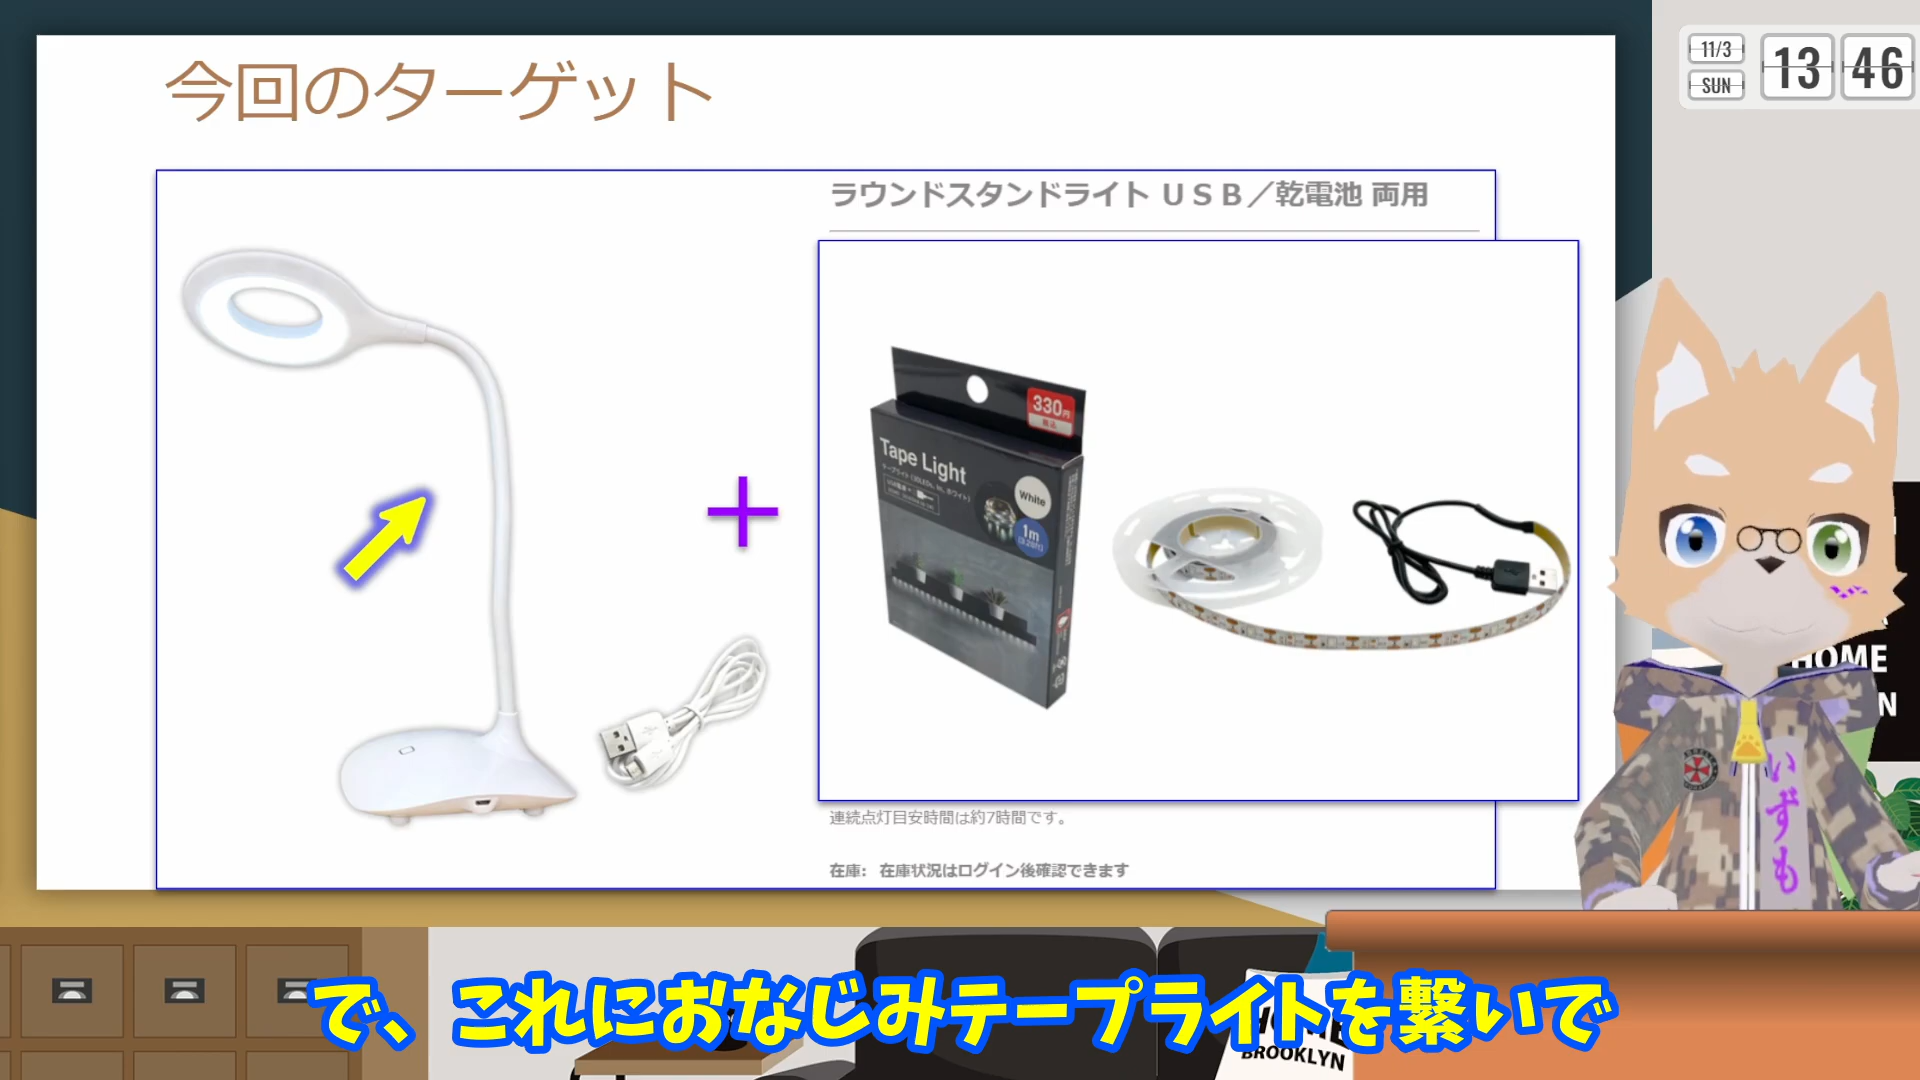 今回のターゲット
11/3
SUN
13 46
ラウンドスタンドライト ＵＳＢ／乾電池 両用
330円
税込
Tape Light
White
1m
連続点灯目安時間は約7時間です。
在庫: 在庫状況はログイン後確認できます
HOME
N
いずも
で、これにおなじみテープライトを繋いで
BROOKLYN